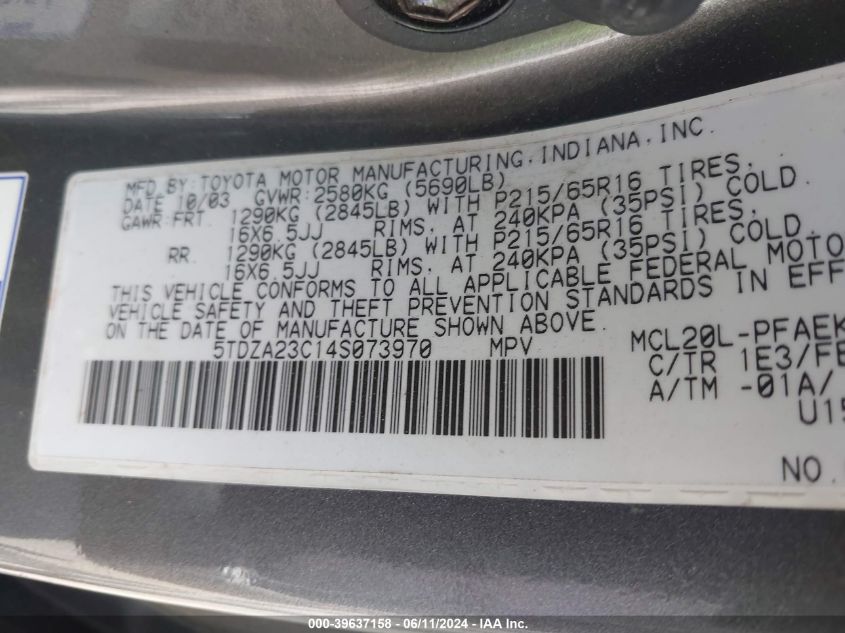 MFD.BY:TOYOTA MOTOR MANUFACTURING,INDIANA,INC.
DATE 10/03 GVWR:2580KG (5690LB)
GAWR FRT 1290KG (2845LB) WITH P215/65R16 TIRES,
16X6.5JJ RIMS, AT 240KPA (35PSI) COLD.
RR 1290KG (2845LB) WITH P215/65R16 TIRES,
16X6.5JJ RIMS, AT 240KPA (35PSI) COLD.
THIS VEHICLE CONFORMS TO ALL APPLICABLE FEDERAL MOTO
VEHICLE SAFETY AND THEFT PREVENTION STANDARDS IN EFF
ON THE DATE OF MANUFACTURE SHOWN ABOVE.
5TDZA23C14S073970 MPV
MCL20L-PFAEK
C/TR 1E3/FE
A/TM -01A/
U15
NO.
000-39637158 - 06/11/2024 - IAAI, Inc.